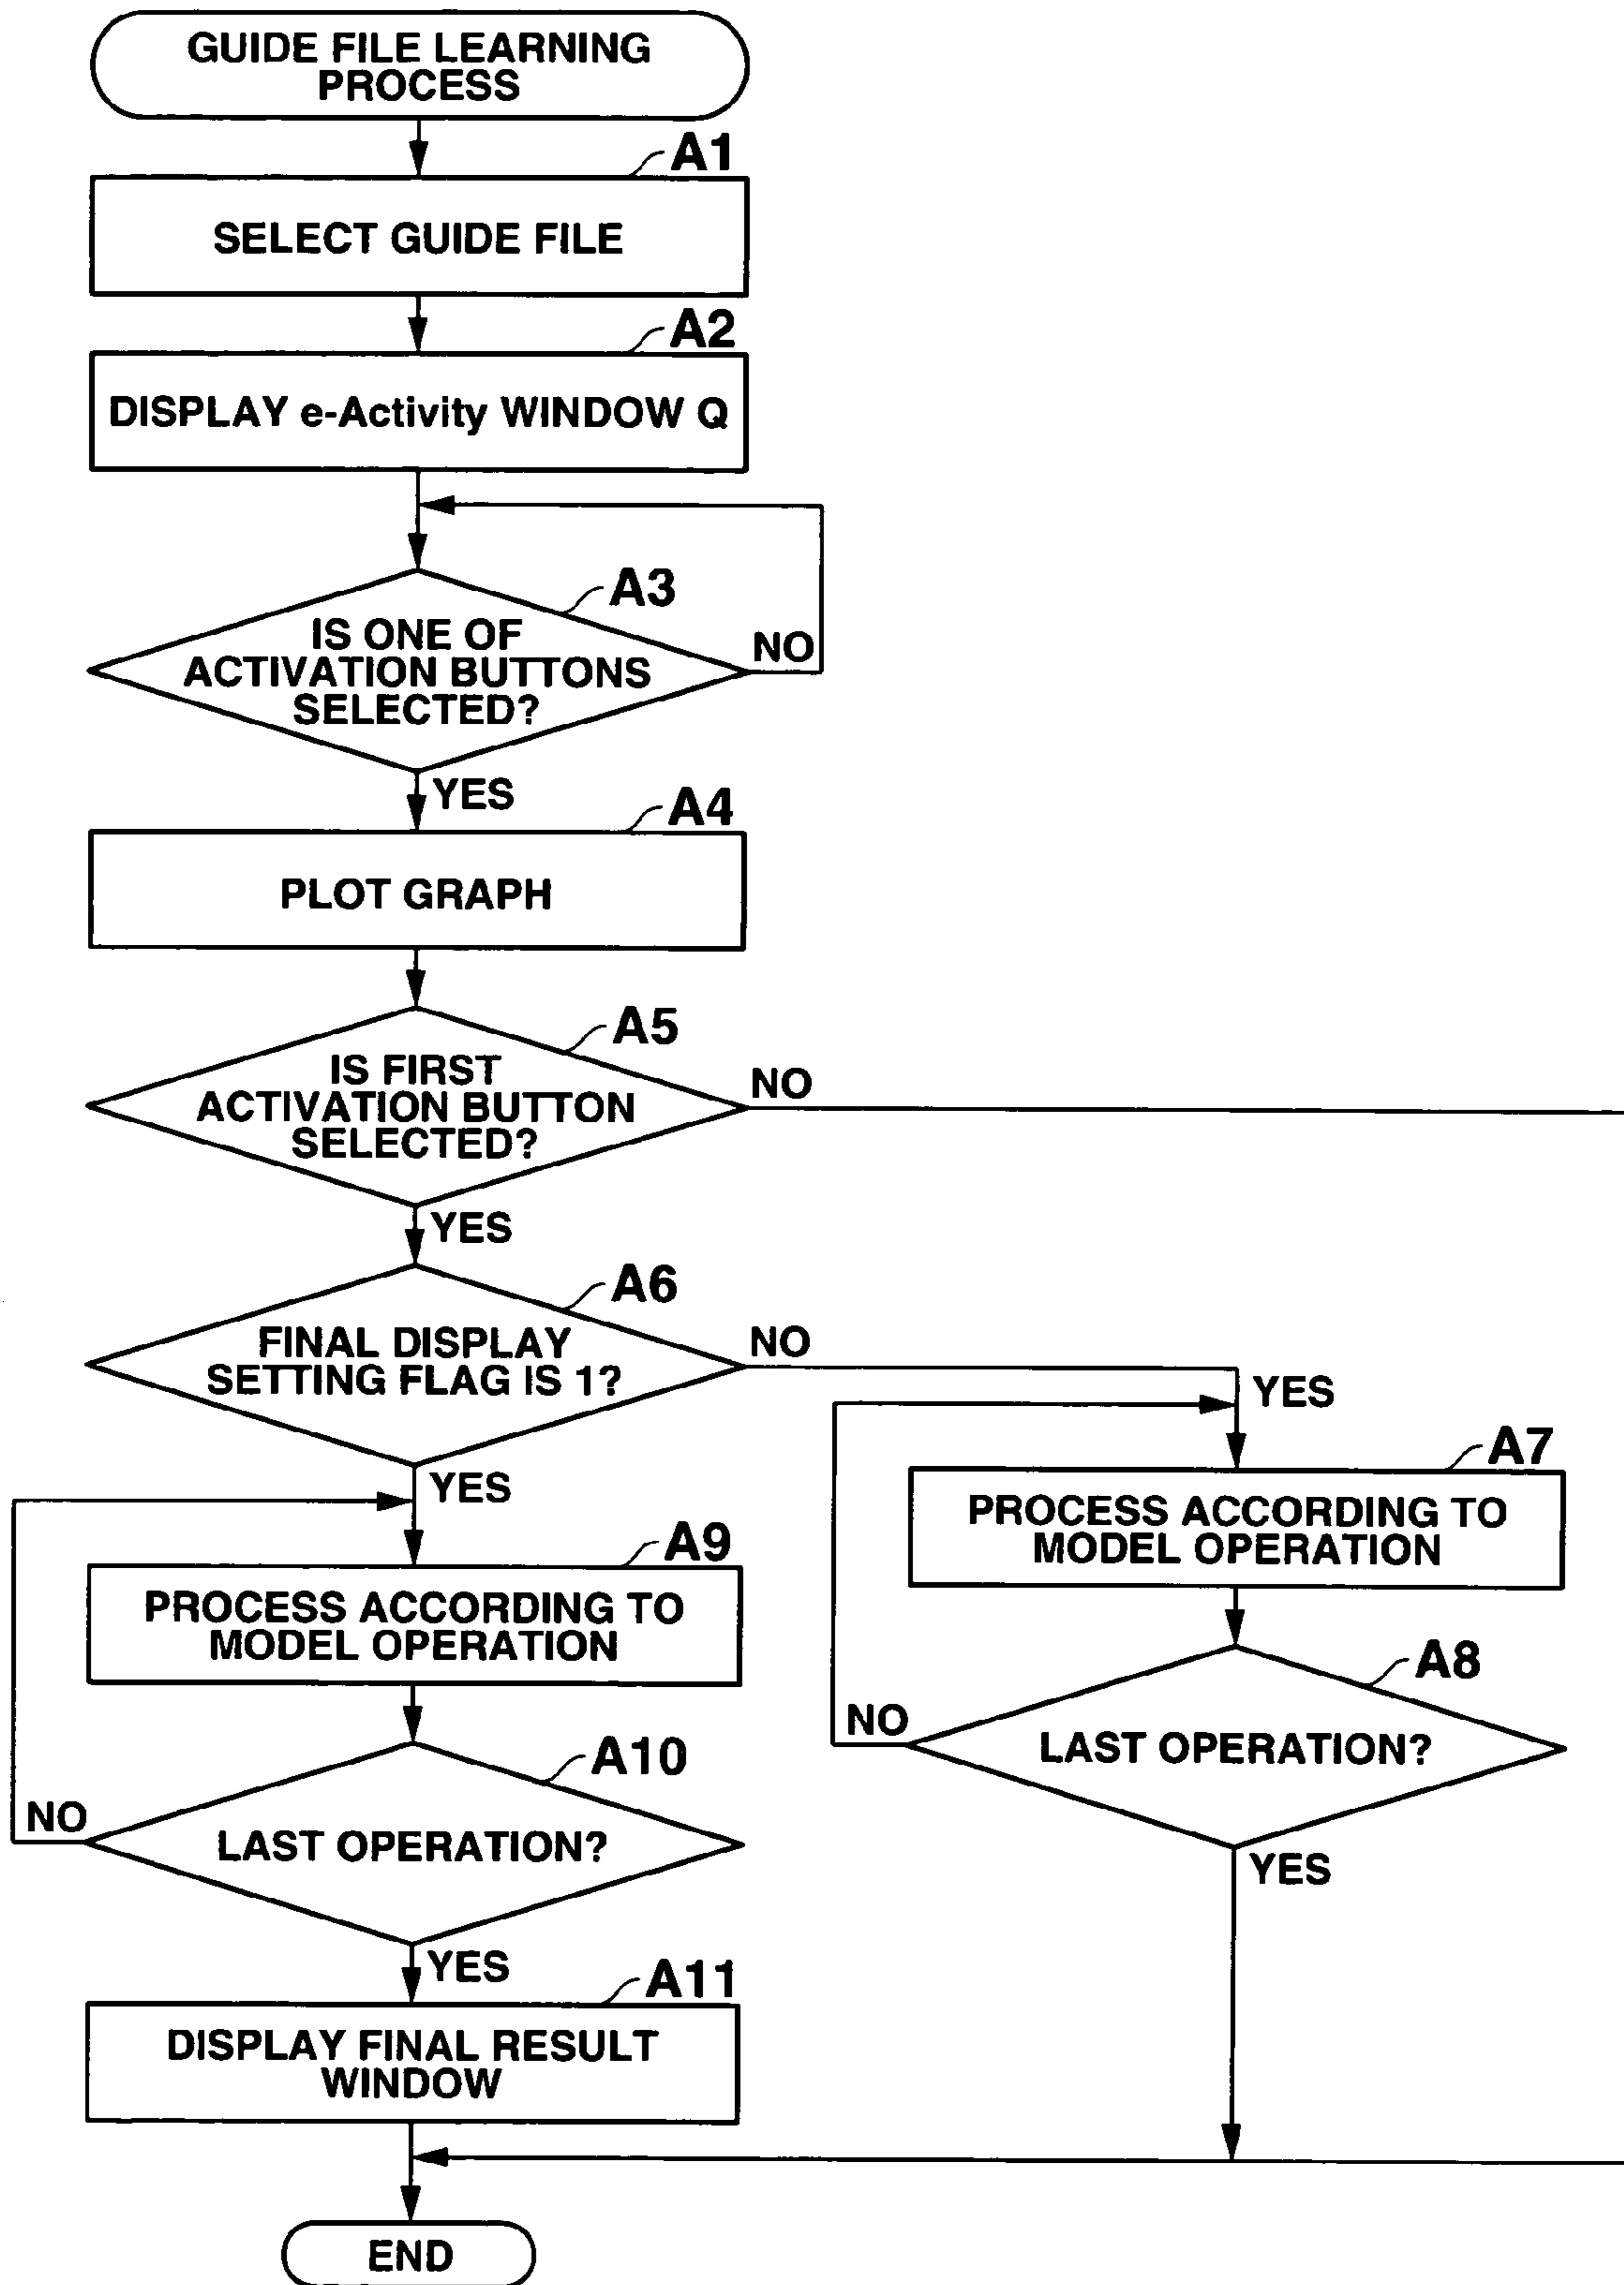 GUIDE FILE LEARNING
PROCESS
A1
SELECT GUIDE FILE
A2
DISPLAY e-Activity WINDOW Q
A3
IS ONE OF
ACTIVATION BUTTONS
SELECTED?
NO
YES
A4
PLOT GRAPH
A5
IS FIRST
ACTIVATION BUTTON
SELECTED?
NO
YES
A6
FINAL DISPLAY
SETTING FLAG IS 1?
NO
YES
YES
A7
PROCESS ACCORDING TO
MODEL OPERATION
A8
LAST OPERATION?
NO
YES
A9
PROCESS ACCORDING TO
MODEL OPERATION
A10
LAST OPERATION?
NO
YES
A11
DISPLAY FINAL RESULT
WINDOW
END